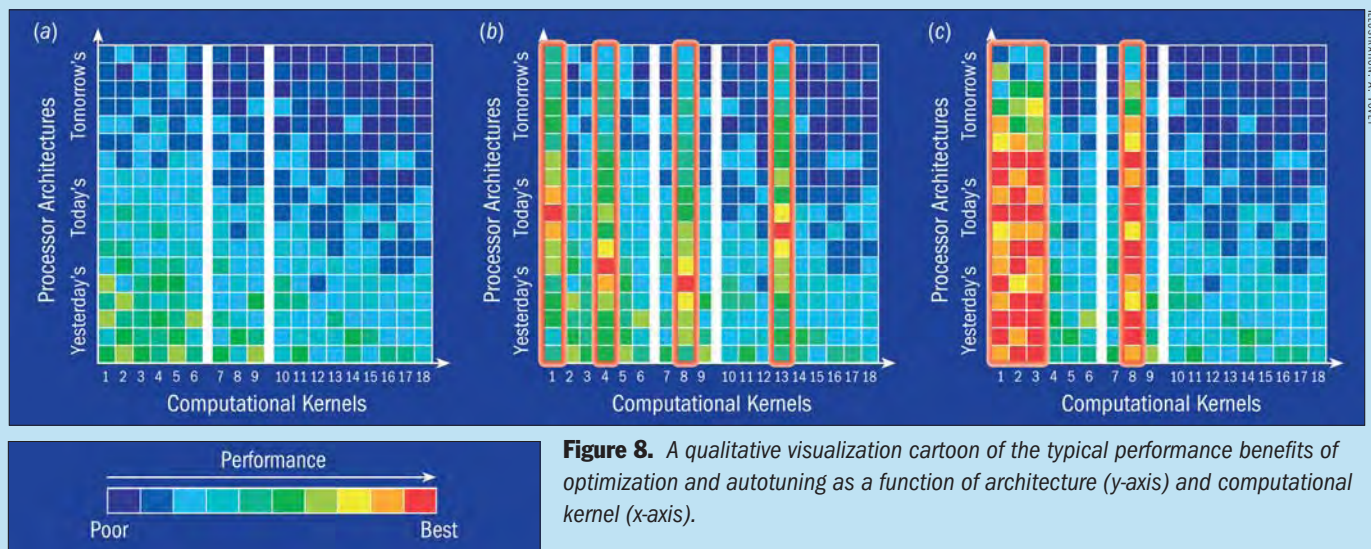 (a)
Processor Architectures
Yesterday's Today's Tomorrow's
1 2 3 4 5 6 7 8 9 10 11 12 13 14 15 16 17 18
Computational Kernels
(b)
Processor Architectures
Yesterday's Today's Tomorrow's
1 2 3 4 5 6 7 8 9 10 11 12 13 14 15 16 17 18
Computational Kernels
(c)
Processor Architectures
Yesterday's Today's Tomorrow's
1 2 3 4 5 6 7 8 9 10 11 12 13 14 15 16 17 18
Computational Kernels
Performance
Poor Best
Figure 8. A qualitative visualization cartoon of the typical performance benefits of
optimization and autotuning as a function of architecture (y-axis) and computational
kernel (x-axis).